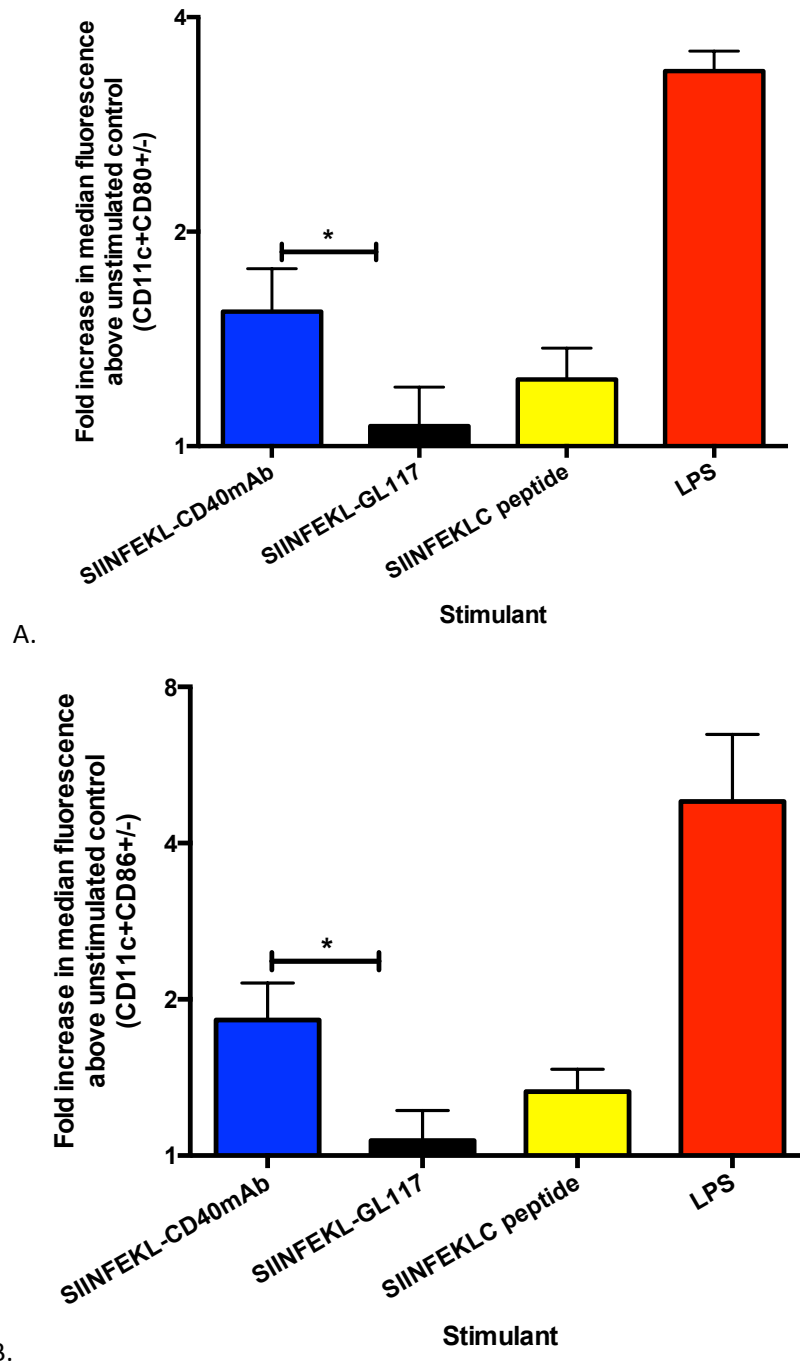 Fold increase in median fluorescence
above unstimulated control
(CD11c+CD80+/-)
4
2
1
*
SIINFEKL-CD40mAb
SIINFEKL-GL117
SIINFEKLC peptide
LPS
Stimulant
A.
Fold increase in median fluorescence
above unstimulated control
(CD11c+CD86+/-)
8
4
2
1
*
SIINFEKL-CD40mAb
SIINFEKL-GL117
SIINFEKLC peptide
LPS
Stimulant
B.